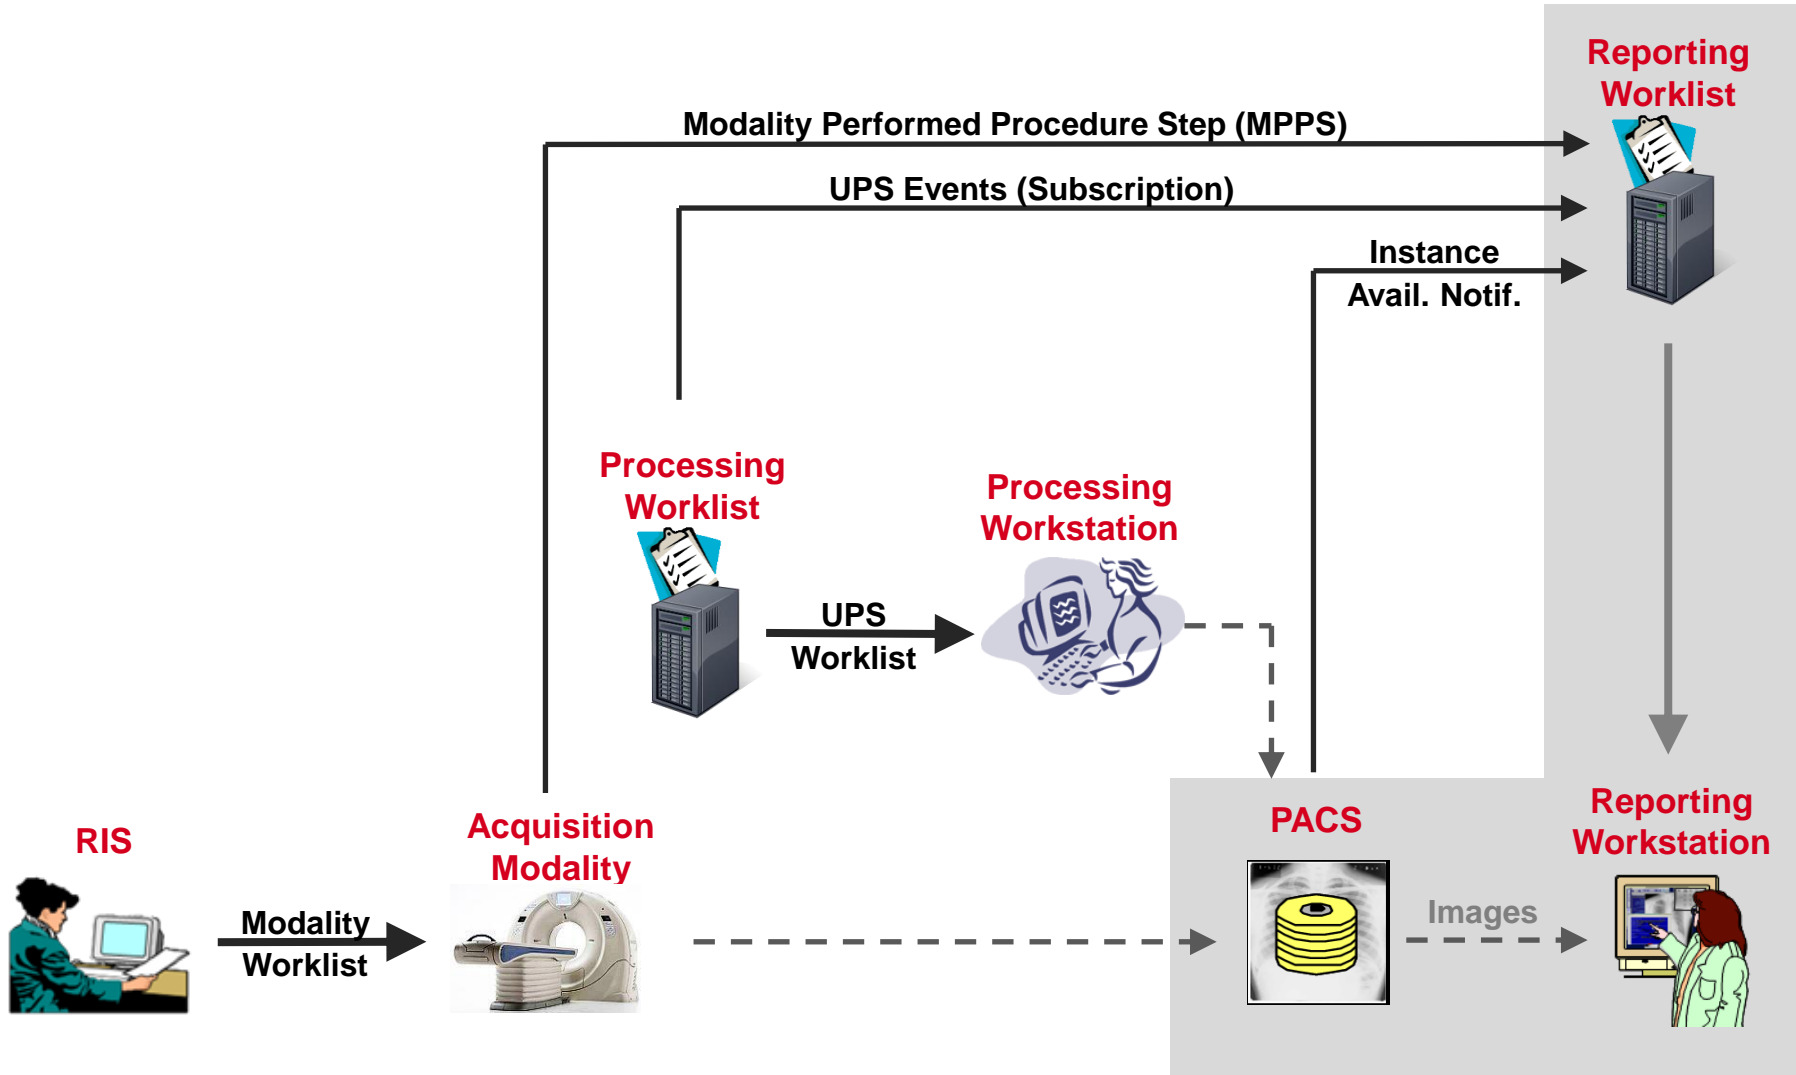 Reporting
Worklist
Modality Performed Procedure Step (MPPS)
UPS Events (Subscription)
Instance
Avail. Notif.
Processing
Worklist
Processing
Workstation
UPS
Worklist
RIS
Acquisition
Modality
PACS
Reporting
Workstation
Modality
Worklist
Images